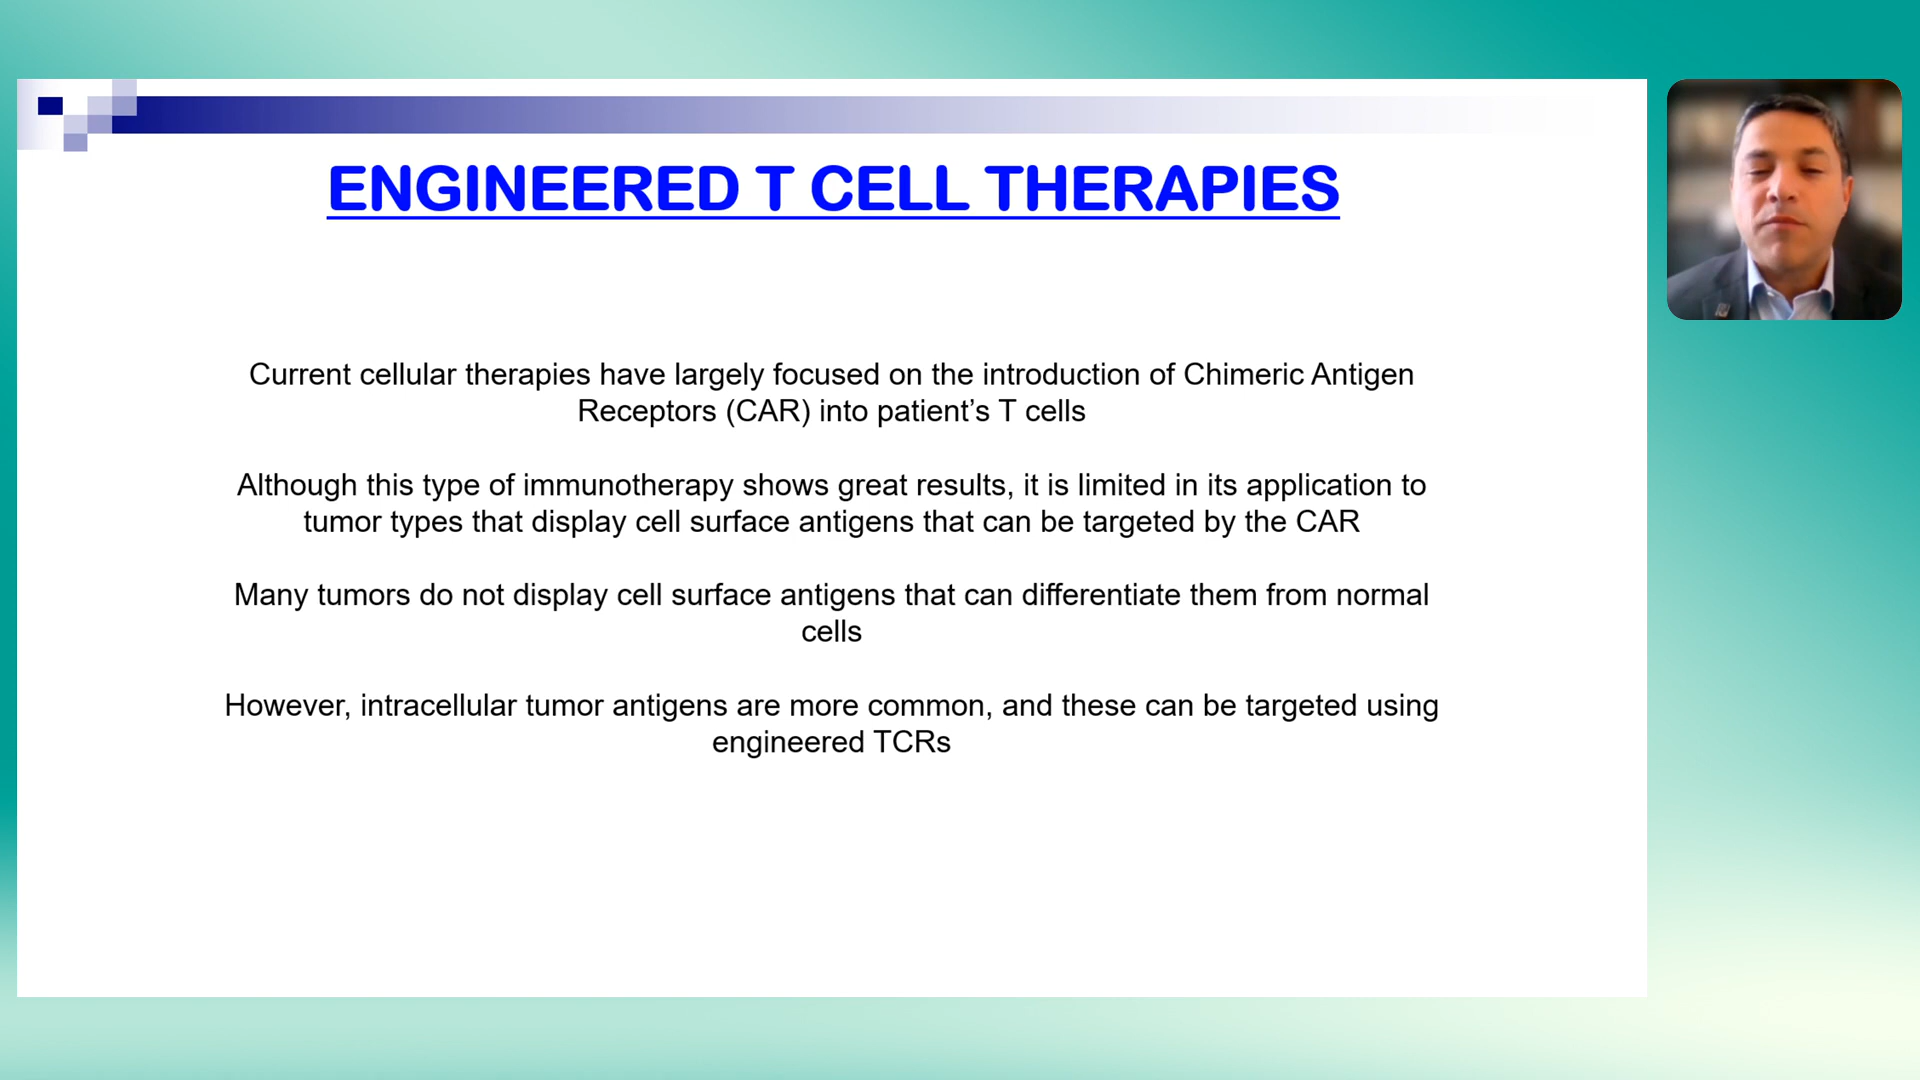 ENGINEERED T CELL THERAPIES
Current cellular therapies have largely focused on the introduction of Chimeric Antigen
Receptors (CAR) into patient’s T cells
Although this type of immunotherapy shows great results, it is limited in its application to
tumor types that display cell surface antigens that can be targeted by the CAR
Many tumors do not display cell surface antigens that can differentiate them from normal
cells
However, intracellular tumor antigens are more common, and these can be targeted using
engineered TCRs